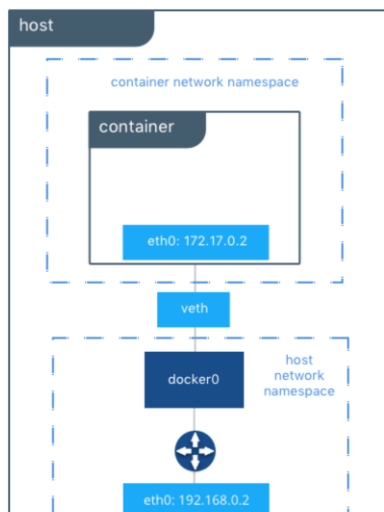 host
container network namespace
container
eth0: 172.17.0.2
veth
docker0
host
network
namespace
eth0: 192.168.0.2